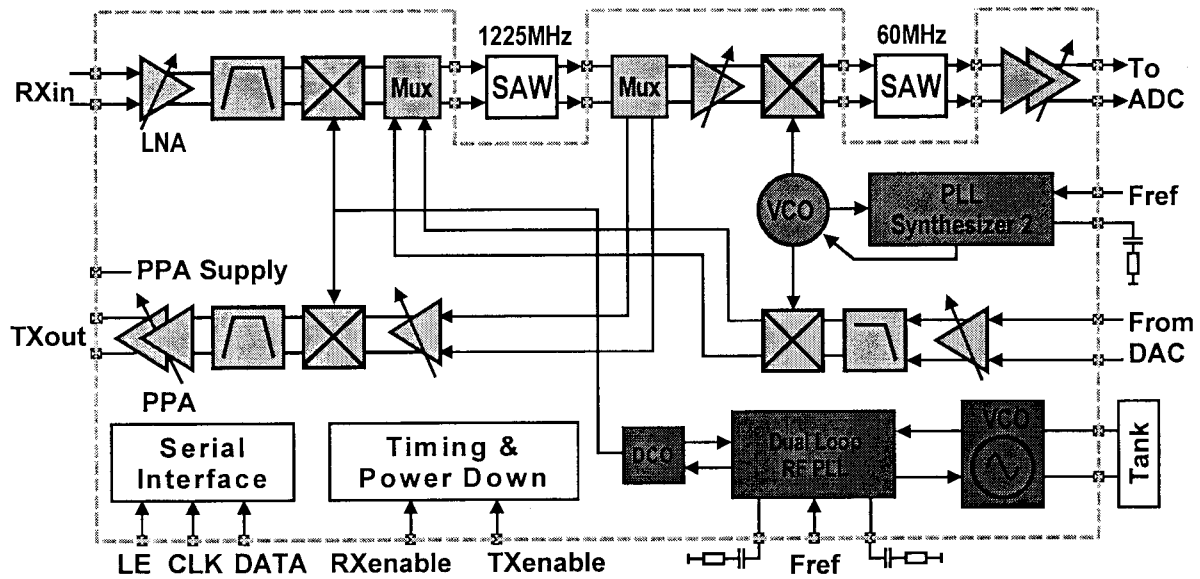 1225MHz
60MHz
RXin
LNA
Mux
SAW
Mux
SAW
To
ADC
VCO
PLL
Synthesizer 2
Fref
PPA Supply
TXout
PPA
From
DAC
Serial
Interface
Timing &
Power Down
DCO
Dual Loop
RF PLL
VCO
Tank
LE
CLK
DATA
RXenable
TXenable
Fref